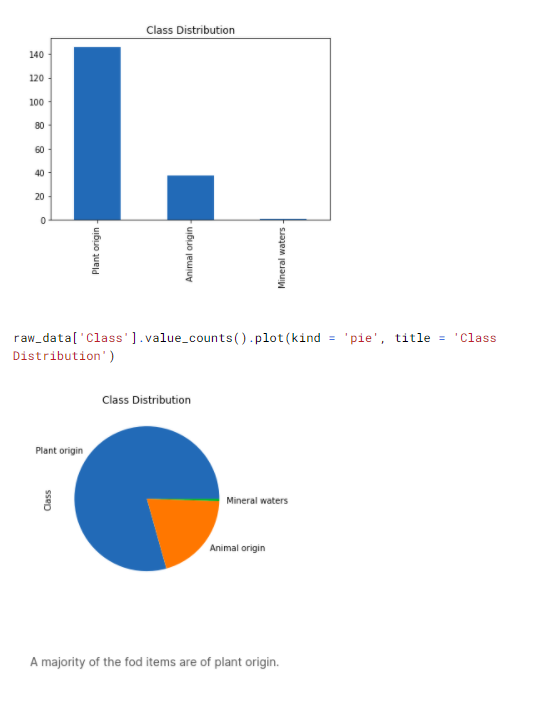 Class Distribution
140
120
100
80
60
40
20
0
Plant origin
Animal origin
Mineral waters
raw_data['Class'].value_counts().plot(kind = 'pie', title = 'Class
Distribution')
Class Distribution
Plant origin
Class
Mineral waters
Animal origin
A majority of the fod items are of plant origin.